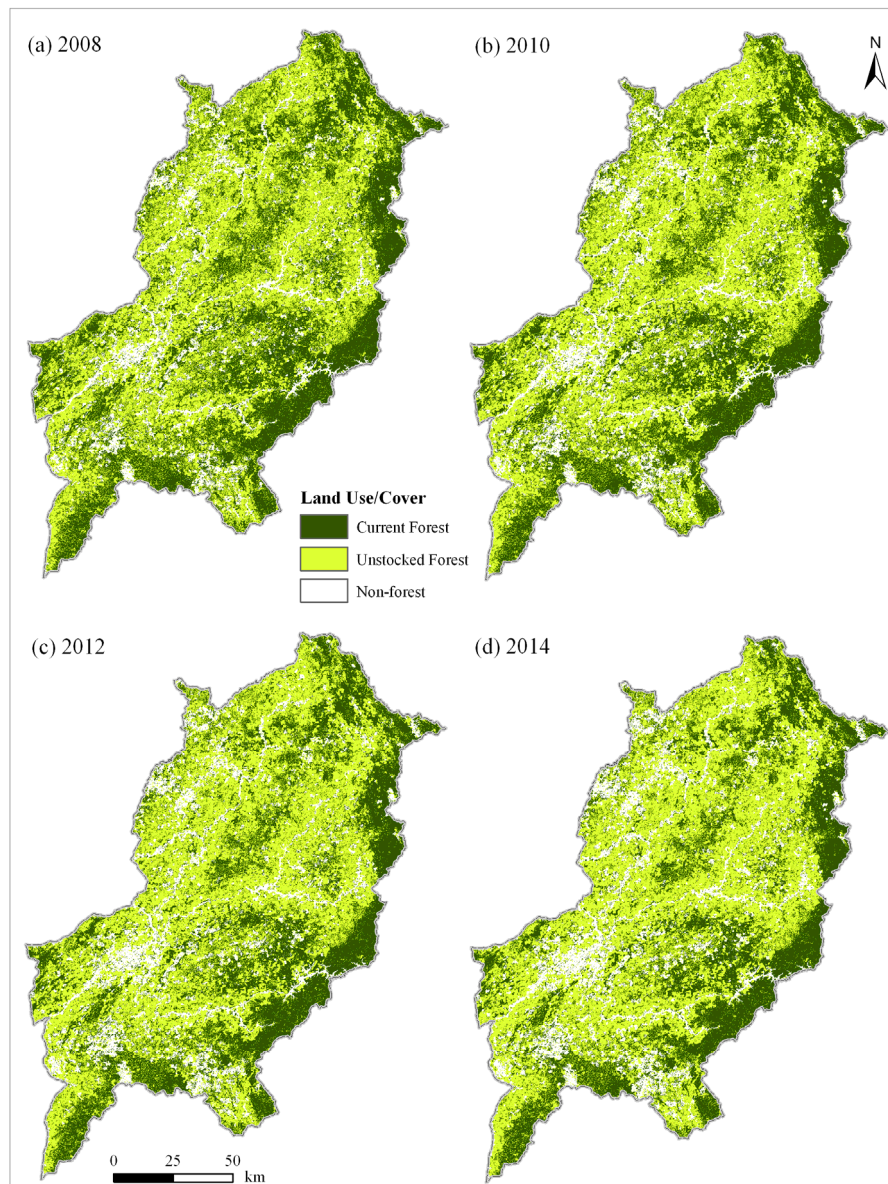 (a) 2008
(b) 2010
N
Land Use/Cover
Current Forest
Unstocked Forest
Non-forest
(c) 2012
(d) 2014
0 25 50
km